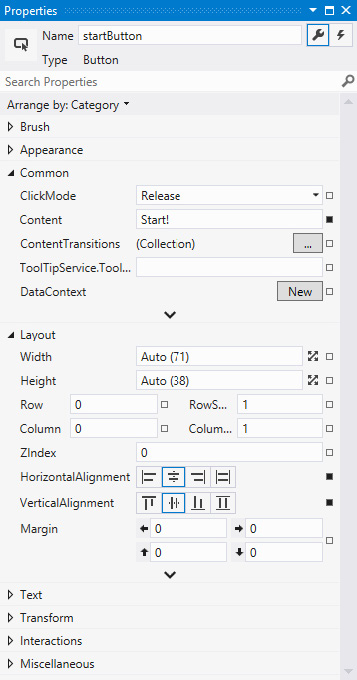 Properties
Name startButton
Type Button
Search Properties
Arrange by: Category
Brush
Appearance
Common
ClickMode Release
Content Start!
ContentTransitions (Collection) ...
ToolTipService.Tool...
DataContext New
Layout
Width Auto (71)
Height Auto (38)
Row 0 RowS... 1
Column 0 Colum... 1
ZIndex 0
HorizontalAlignment
VerticalAlignment
Margin 0 0
0 0
Text
Transform
Interactions
Miscellaneous